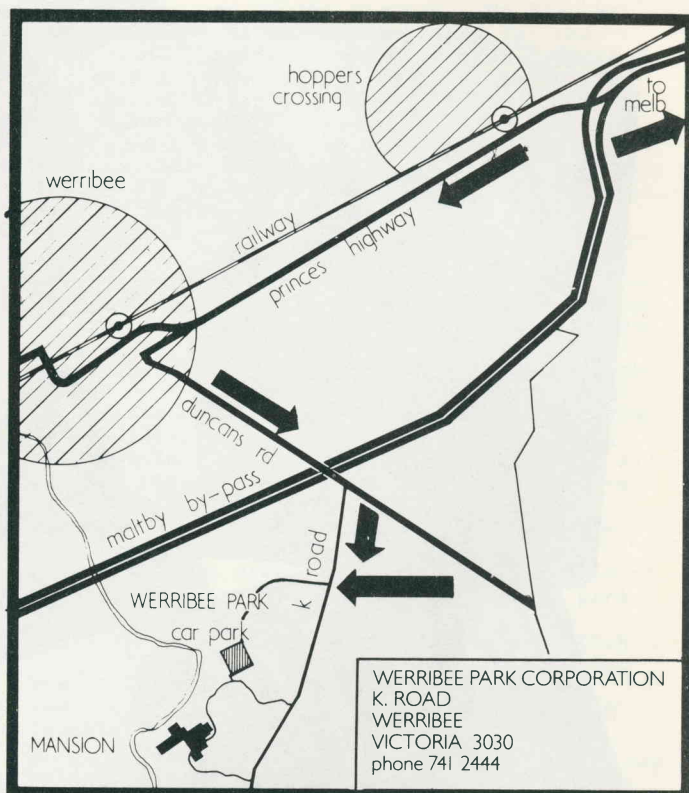 hoppers
crossing
to
melb
werribee
railway
princes highway
duncans rd
maltby by-pass
k road
WERRIBEE PARK
car park
MANSION
WERRIBEE PARK CORPORATION
K. ROAD
WERRIBEE
VICTORIA 3030
phone 741 2444